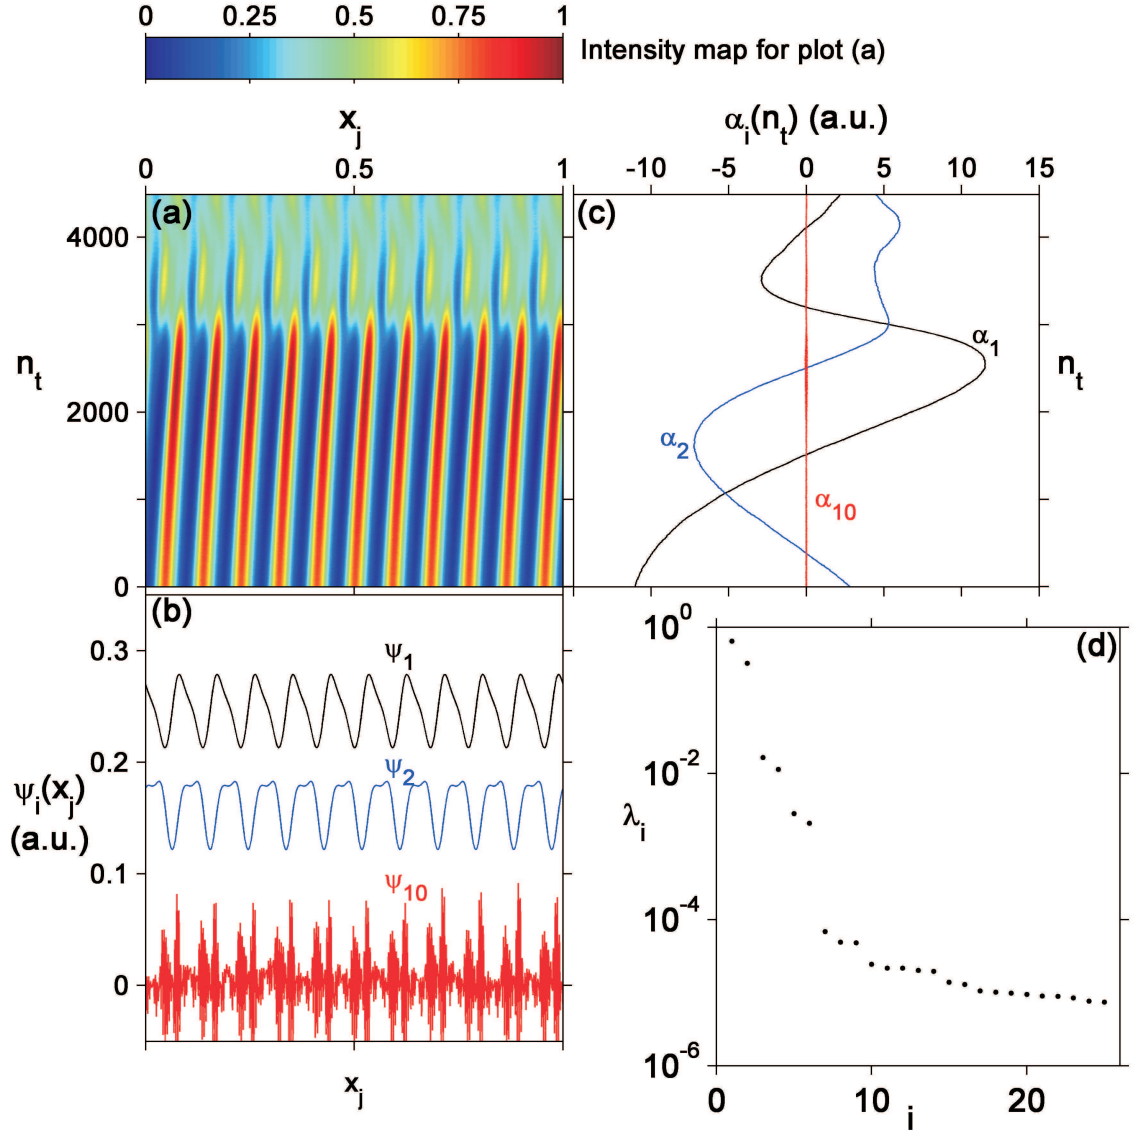 0 0.25 0.5 0.75 1
Intensity map for plot (a)
x_j
0 0.5 1
α_i(n_t) (a.u.)
-10 -5 0 5 10 15
(a)
4000
2000
0
n_t
(c)
α_1
α_2
α_10
n_t
(b)
0.3
0.2
0.1
0
ψ_i(x_j)
(a.u.)
ψ_1
ψ_2
ψ_10
x_j
(d)
10^0
10^-2
10^-4
10^-6
λ_i
0 10 20
i